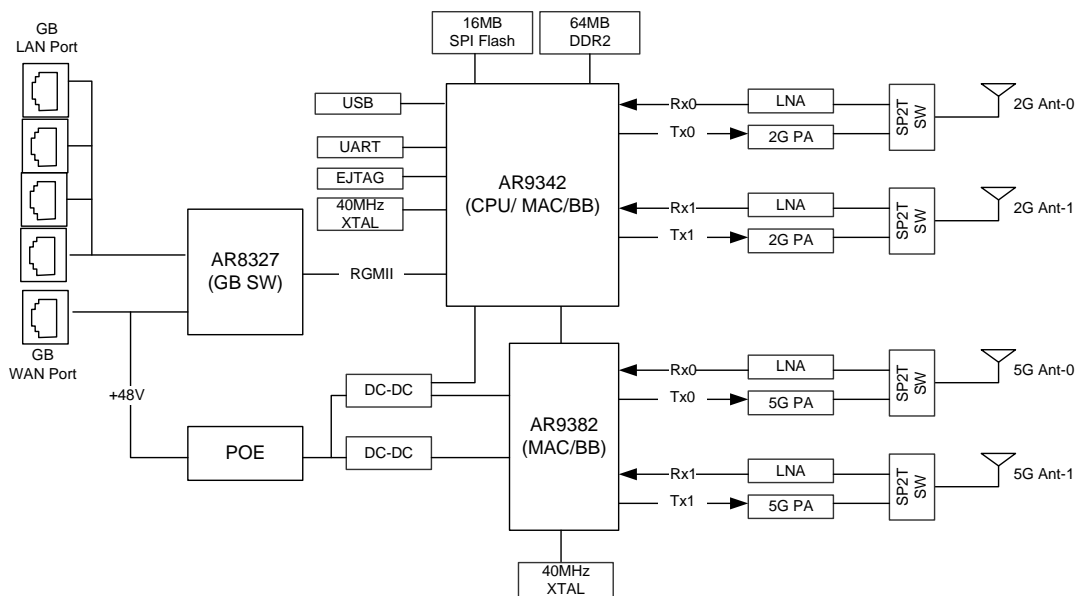 GB
LAN Port
16MB
SPI Flash
64MB
DDR2
USB
UART
EJTAG
40MHz
XTAL
AR9342
(CPU/ MAC/BB)
Rx0
LNA
Tx0
2G PA
SP2T
SW
2G Ant-0
Rx1
LNA
Tx1
2G PA
SP2T
SW
2G Ant-1
AR8327
(GB SW)
RGMII
GB
WAN Port
+48V
POE
DC-DC
DC-DC
AR9382
(MAC/BB)
Rx0
LNA
Tx0
5G PA
SP2T
SW
5G Ant-0
Rx1
LNA
Tx1
5G PA
SP2T
SW
5G Ant-1
40MHz
XTAL